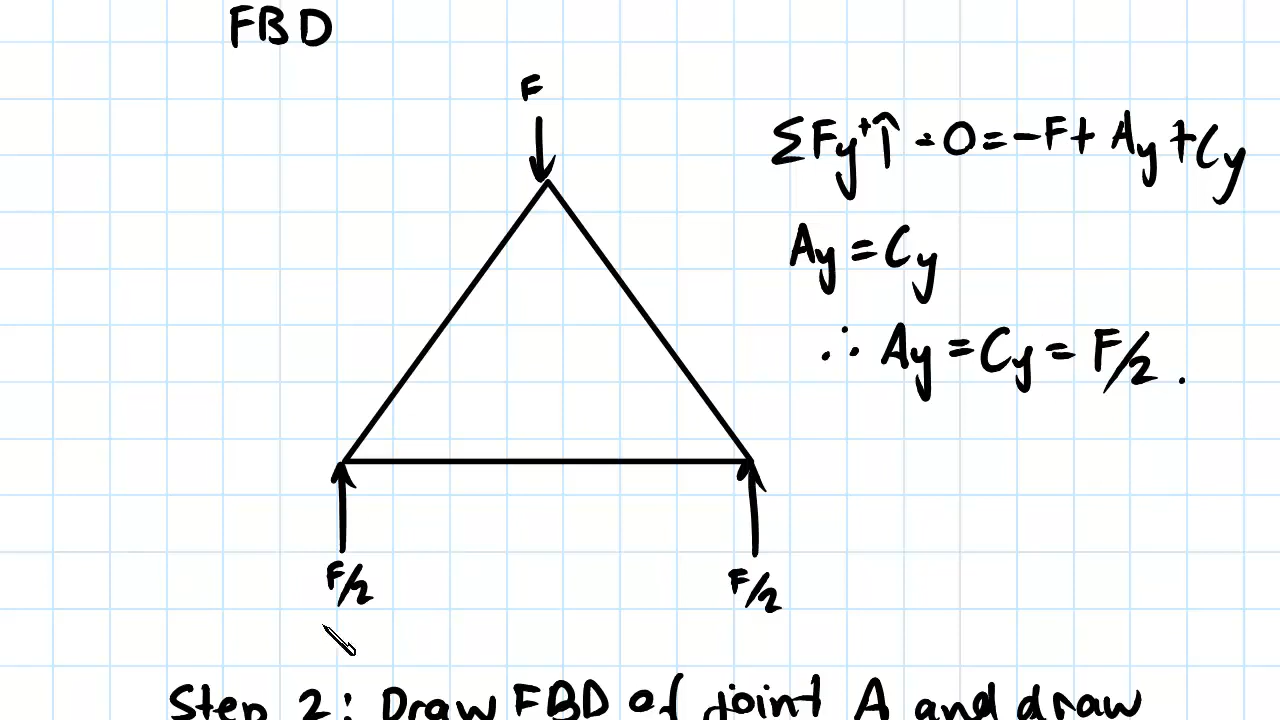 FBD
F
ΣFy+↑ = 0 = -F + Ay + Cy
Ay = Cy
∴ Ay = Cy = F/2.
F/2
F/2
Step 2: Draw FBD of joint A and draw